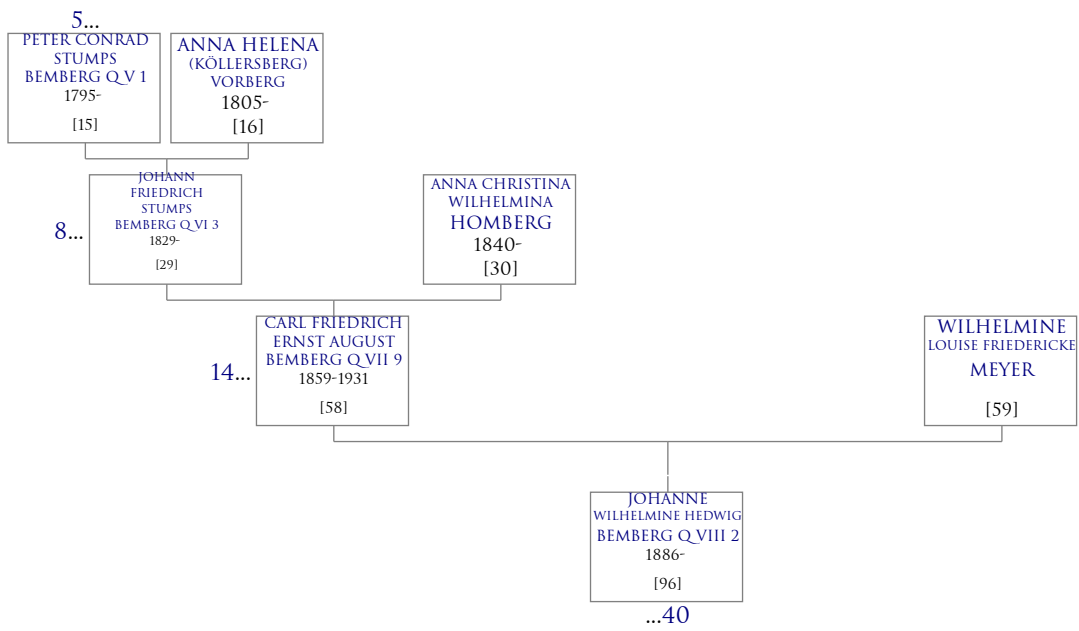 5...
PETER CONRAD
STUMPS
BEMBERG Q V 1
1795-
[15]
ANNA HELENA
(KÖLLERSBERG)
VORBERG
1805-
[16]
8...
JOHANN
FRIEDRICH
STUMPS
BEMBERG Q VI 3
1829-
[29]
ANNA CHRISTINA
WILHELMINA
HOMBERG
1840-
[30]
14...
CARL FRIEDRICH
ERNST AUGUST
BEMBERG Q VII 9
1859-1931
[58]
WILHELMINE
LOUISE FRIEDERICKE
MEYER
[59]
JOHANNE
WILHELMINE HEDWIG
BEMBERG Q VIII 2
1886-
[96]
...40